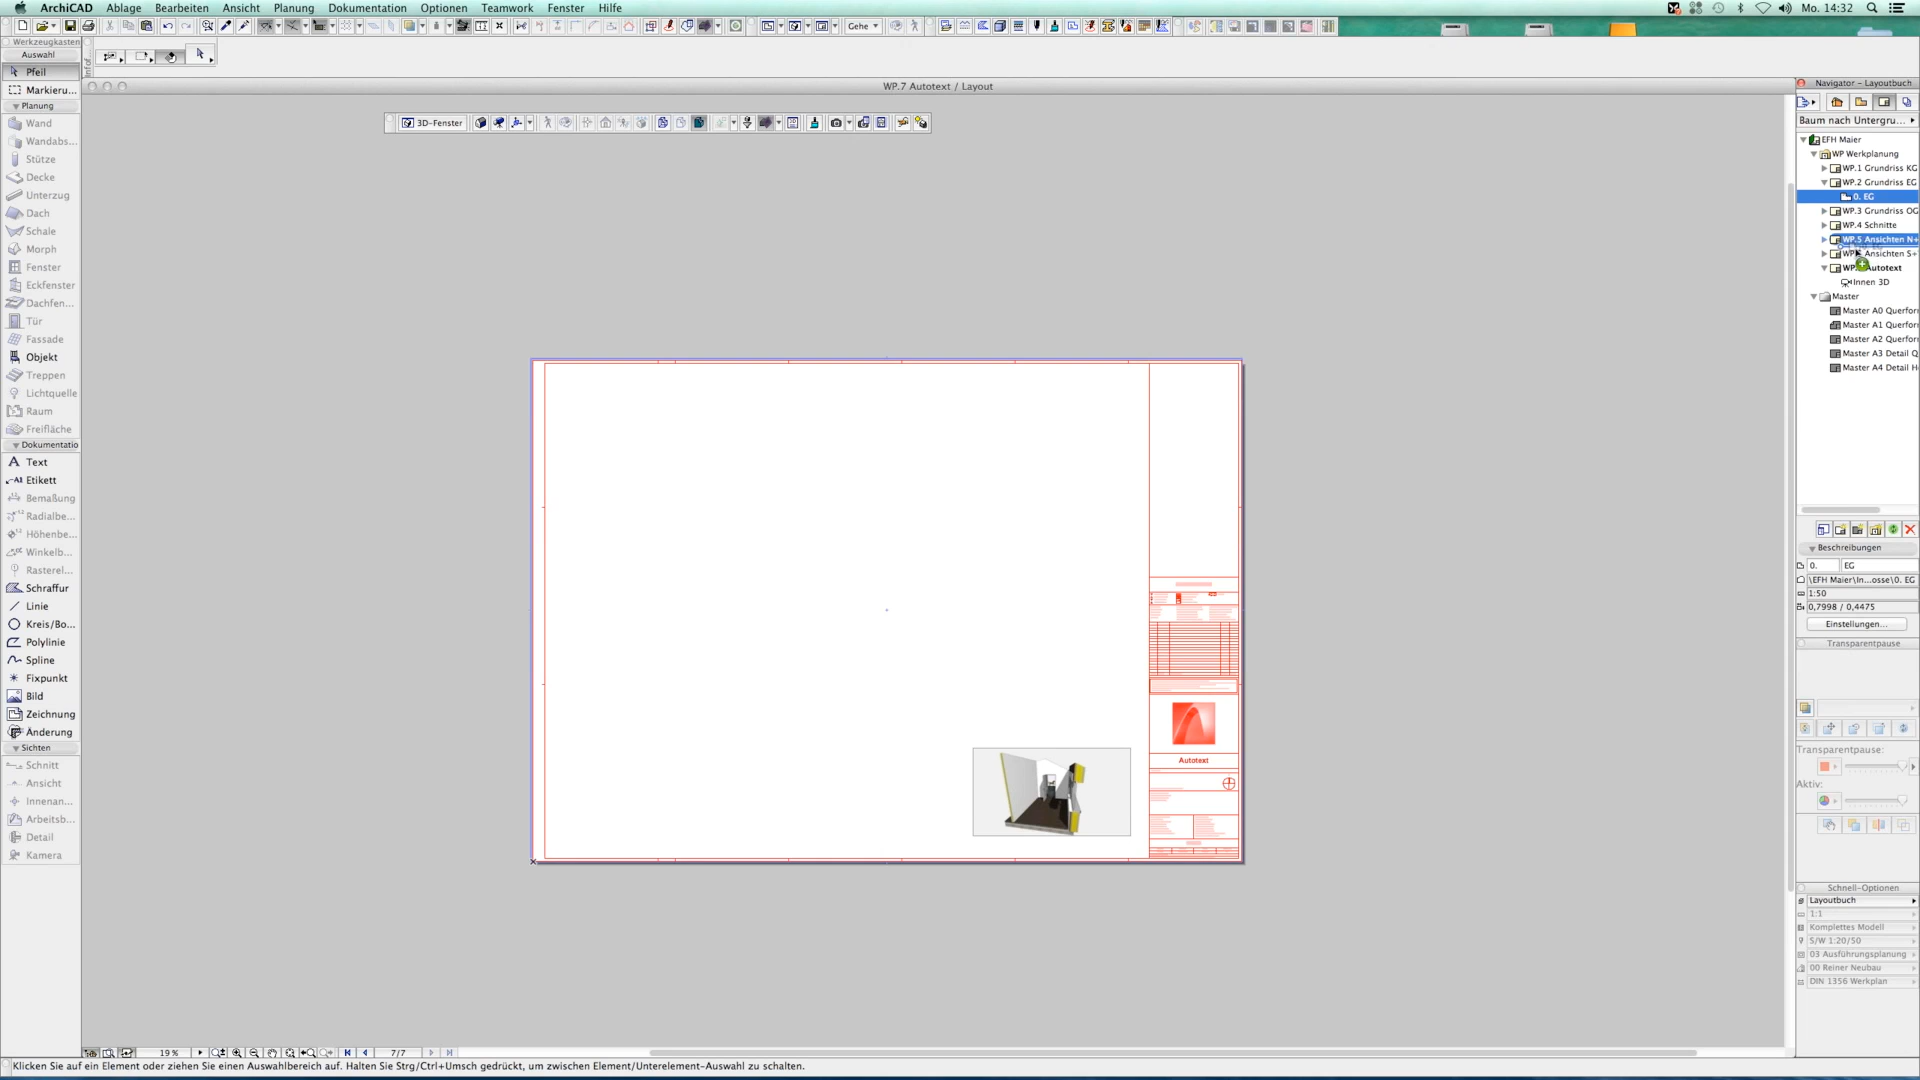 ArchiCAD Ablage Bearbeiten Ansicht Planung Dokumentation Optionen Teamwork Fenster Hilfe
Mo. 14:32
Gehe
Werkzeugkasten
Auswahl
Pfeil
Markieru...
Planung
Wand
Wandabs...
Stütze
Decke
Unterzug
Dach
Schale
Morph
Fenster
Eckfenster
Dachfen...
Tür
Fassade
Objekt
Treppen
Lichtquelle
Raum
Freifläche
Dokumentatio
Text
Etikett
Bemaßung
Radialbe...
Höhenbe...
Winkelb...
Rasterel...
Schraffur
Linie
Kreis/Bo...
Polylinie
Spline
Fixpunkt
Bild
Zeichnung
Änderung
Sichten
Schnitt
Ansicht
Innenan...
Arbeitsb...
Detail
Kamera
WP.7 Autotext / Layout
3D-Fenster
Autotext
Navigator - Layoutbuch
Baum nach Untergru...
EFH Maier
WP Werkplanung
WP.1 Grundriss KG
WP.2 Grundriss EG
0. EG
WP.3 Grundriss OG
WP.4 Schnitte
WP.5 Ansichten N+
Ansichten S+
Autotext
Innen 3D
Master
Master A0 Querfor
Master A1 Querfor
Master A2 Querfor
Master A3 Detail Q
Master A4 Detail H
Beschreibungen
0. EG
\EFH Maier\In...osse\0. EG
1:50
0,7998 / 0,4475
Einstellungen...
Transparentpause
Transparentpause:
Aktiv:
Schnell-Optionen
Layoutbuch
1:1
Komplettes Modell
S/W 1:20/50
03 Ausführungsplanung
00 Reiner Neubau
DIN 1356 Werkplan
19 % 7/7
Klicken Sie auf ein Element oder ziehen Sie einen Auswahlbereich auf. Halten Sie Strg/Ctrl+Umsch gedrückt, um zwischen Element/Unterelement-Auswahl zu schalten.